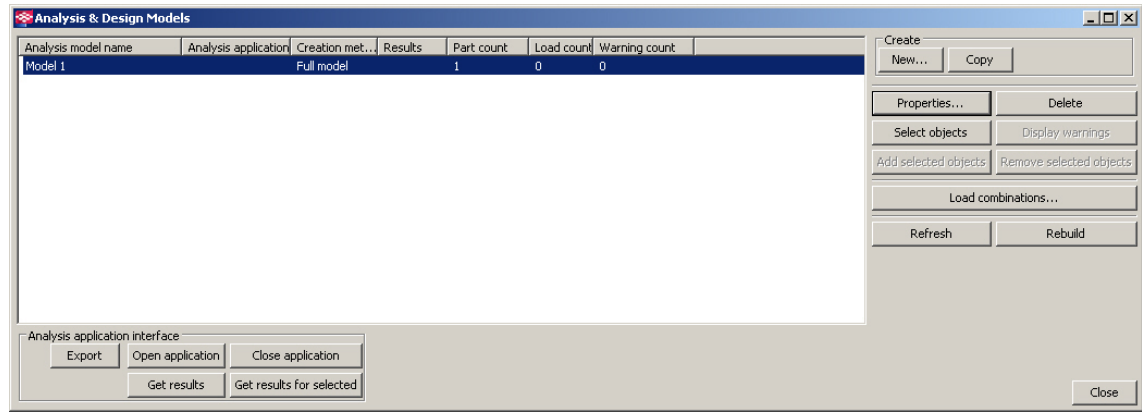 Analysis & Design Models
Analysis model name Analysis application Creation met... Results Part count Load count Warning count
Model 1 Full model 1 0 0
Create
New... Copy
Properties... Delete
Select objects Display warnings
Add selected objects Remove selected objects
Load combinations...
Refresh Rebuild
Analysis application interface
Export Open application Close application
Get results Get results for selected
Close